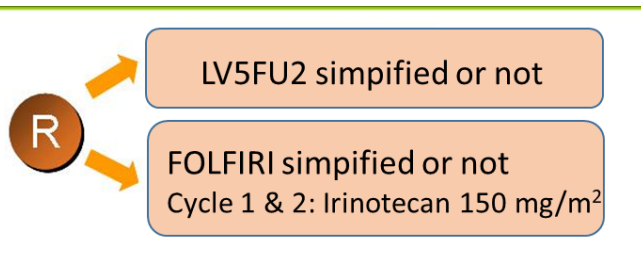 R
LV5FU2 simpified or not
FOLFIRI simpified or not
Cycle 1 & 2: Irinotecan 150 mg/m²